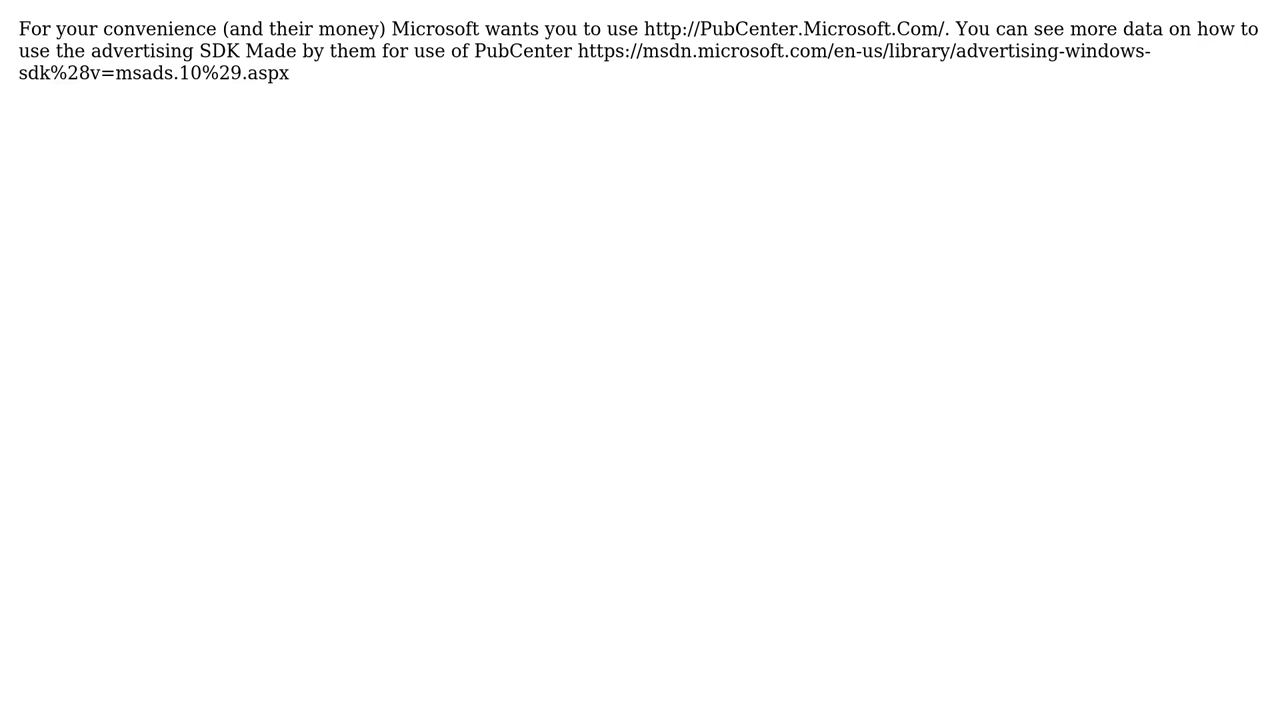 For your convenience (and their money) Microsoft wants you to use http://PubCenter.Microsoft.Com/. You can see more data on how to
use the advertising SDK Made by them for use of PubCenter https://msdn.microsoft.com/en-us/library/advertising-windows-
sdk%28v=msads.10%29.aspx